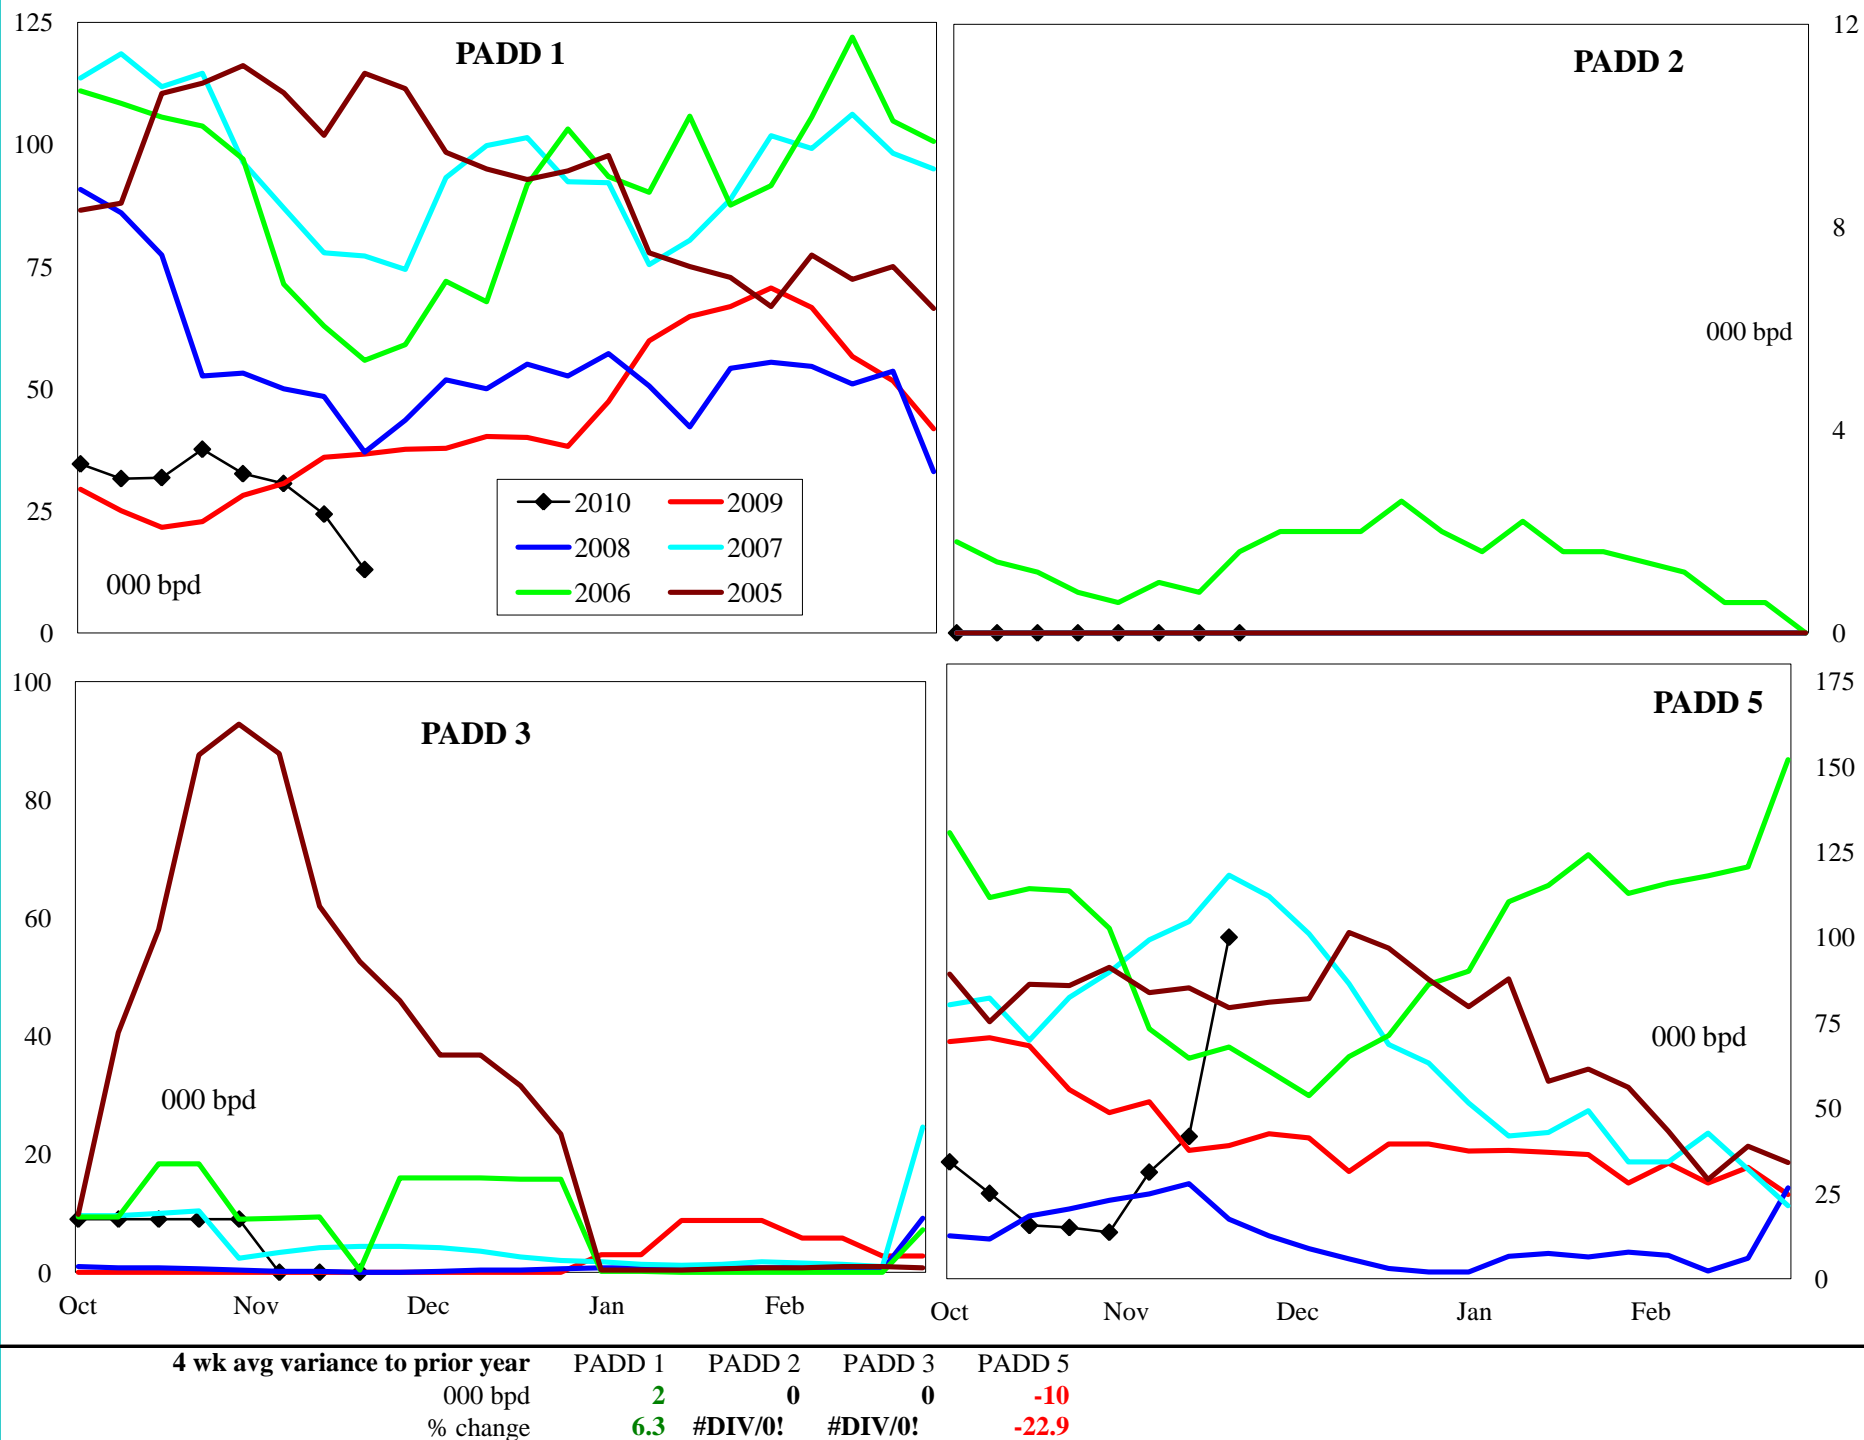 125
100
75
50
25
0
PADD 1
000 bpd
2010
2009
2008
2007
2006
2005
PADD 2
12
8
4
0
000 bpd
100
80
60
40
20
0
PADD 3
000 bpd
Oct
Nov
Dec
Jan
Feb
PADD 5
175
150
125
100
75
50
25
0
000 bpd
Oct
Nov
Dec
Jan
Feb
4 wk avg variance to prior year PADD 1 PADD 2 PADD 3 PADD 5
000 bpd 2 0 0 -10
% change 6.3 #DIV/0! #DIV/0! -22.9